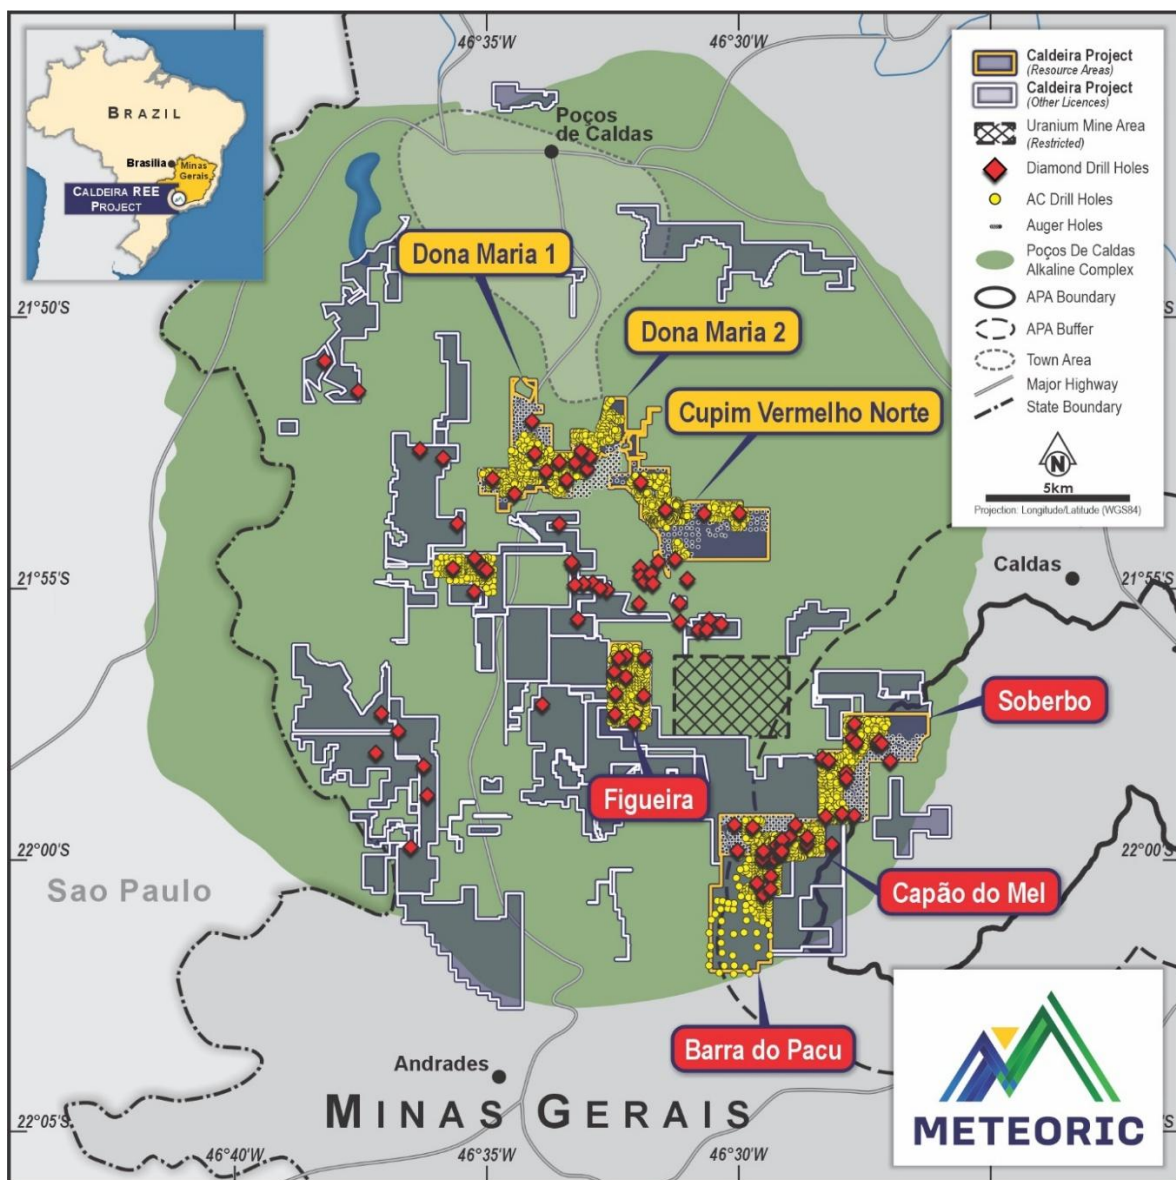 46°35'W
46°30'W
BRAZIL
Brasilia
Minas
Gerais
CALDEIRA REE
PROJECT
Poços
de Caldas
Caldeira Project
(Resource Areas)
Caldeira Project
(Other Licences)
Uranium Mine Area
(Restricted)
Diamond Drill Holes
AC Drill Holes
Auger Holes
Poços De Caldas
Alkaline Complex
APA Boundary
APA Buffer
Town Area
Major Highway
State Boundary
N
5km
Projection: Longitude/Latitude (WGS84)
Dona Maria 1
21°50'S
Dona Maria 2
Cupim Vermelho Norte
Caldas
21°55'S
21°55'S
Soberbo
Figueira
22°00'S
22°00'S
Sao Paulo
Capão do Mel
Barra do Pacu
Andrades
MINAS GERAIS
METEORIC
22°05'S
46°40'W
46°35'W
46°30'W